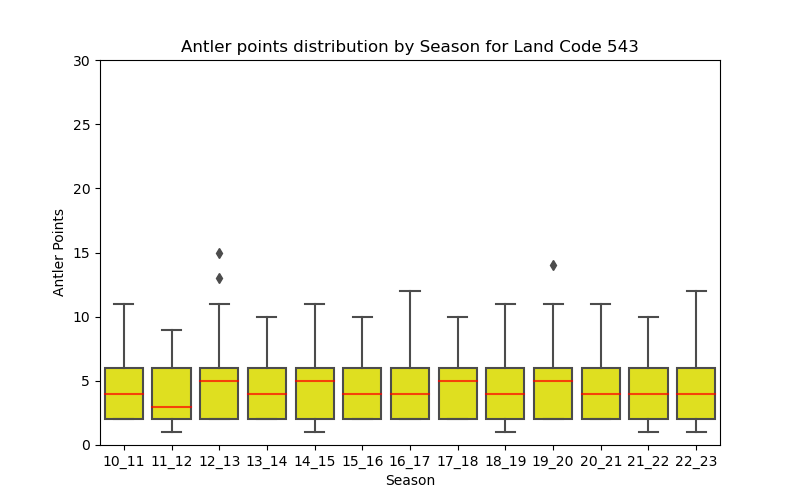 Antler points distribution by Season for Land Code 543
30
25
20
15
10
5
0
Antler Points
10_11 11_12 12_13 13_14 14_15 15_16 16_17 17_18 18_19 19_20 20_21 21_22 22_23
Season